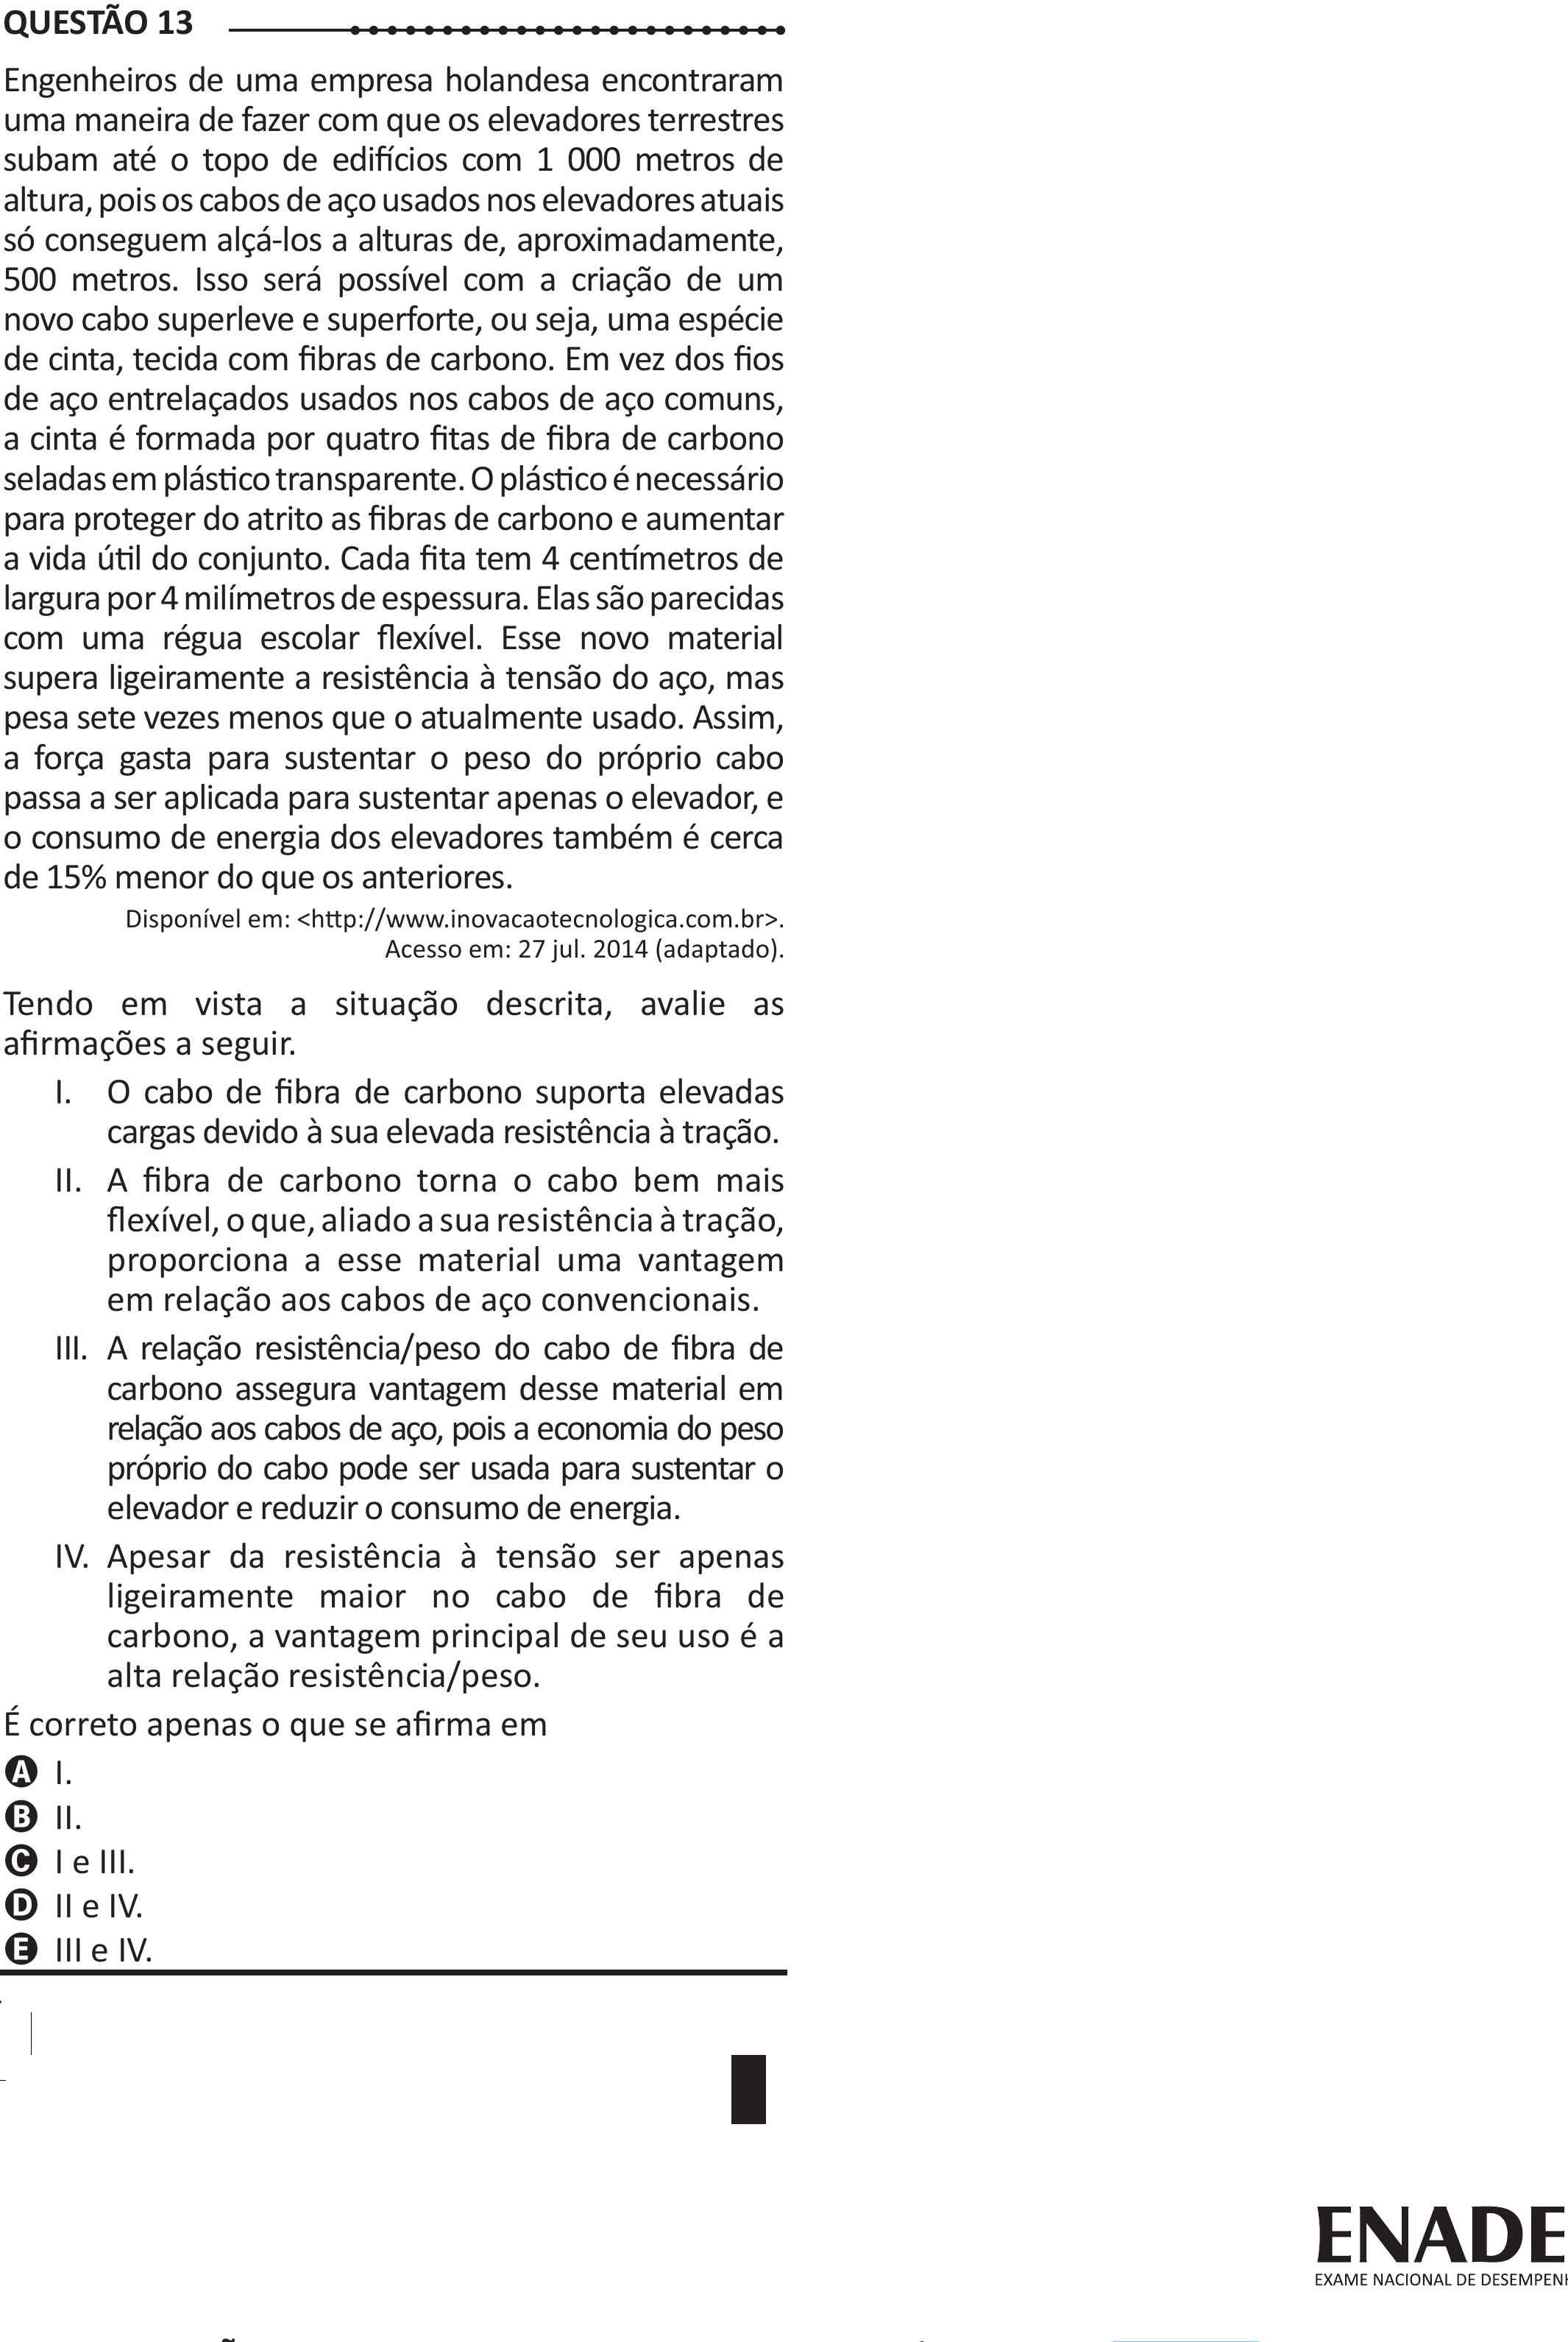 QUESTÃO 13
Engenheiros de uma empresa holandesa encontraram
uma maneira de fazer com que os elevadores terrestres
subam até o topo de edifícios com 1 000 metros de
altura, pois os cabos de aço usados nos elevadores atuais
só conseguem alçá-los a alturas de, aproximadamente,
500 metros. Isso será possível com a criação de um
novo cabo superleve e superforte, ou seja, uma espécie
de cinta, tecida com fibras de carbono. Em vez dos fios
de aço entrelaçados usados nos cabos de aço comuns,
a cinta é formada por quatro fitas de fibra de carbono
seladas em plástico transparente. O plástico é necessário
para proteger do atrito as fibras de carbono e aumentar
a vida útil do conjunto. Cada fita tem 4 centímetros de
largura por 4 milímetros de espessura. Elas são parecidas
com uma régua escolar flexível. Esse novo material
supera ligeiramente a resistência à tensão do aço, mas
pesa sete vezes menos que o atualmente usado. Assim,
a força gasta para sustentar o peso do próprio cabo
passa a ser aplicada para sustentar apenas o elevador, e
o consumo de energia dos elevadores também é cerca
de 15% menor do que os anteriores.
Disponível em: <http://www.inovacaotecnologica.com.br>.
Acesso em: 27 jul. 2014 (adaptado).
Tendo em vista a situação descrita, avalie as
afirmações a seguir.
I. O cabo de fibra de carbono suporta elevadas
cargas devido à sua elevada resistência à tração.
II. A fibra de carbono torna o cabo bem mais
flexível, o que, aliado a sua resistência à tração,
proporciona a esse material uma vantagem
em relação aos cabos de aço convencionais.
III. A relação resistência/peso do cabo de fibra de
carbono assegura vantagem desse material em
relação aos cabos de aço, pois a economia do peso
próprio do cabo pode ser usada para sustentar o
elevador e reduzir o consumo de energia.
IV. Apesar da resistência à tensão ser apenas
ligeiramente maior no cabo de fibra de
carbono, a vantagem principal de seu uso é a
alta relação resistência/peso.
É correto apenas o que se afirma em
A I.
B II.
C I e III.
D II e IV.
E III e IV.
ENADE
EXAME NACIONAL DE DESEMPEN